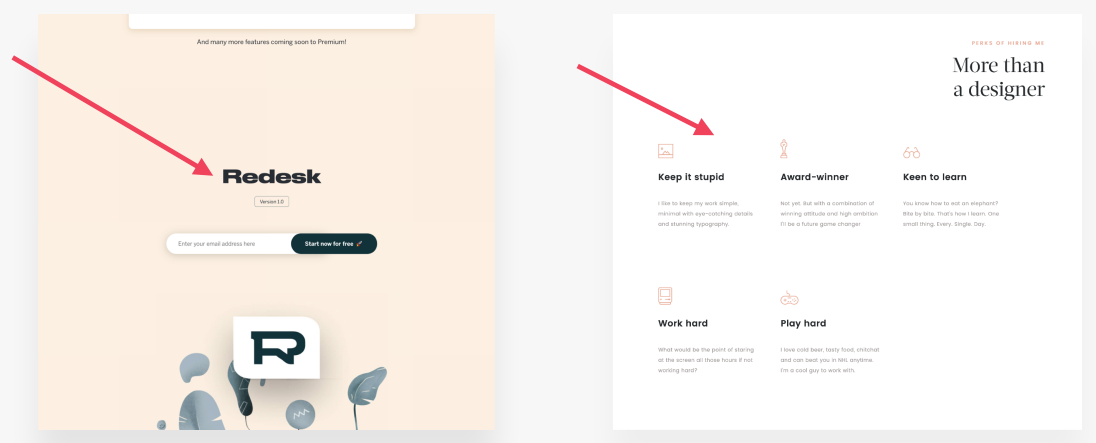 And many more features coming soon to Premium!
Redesk
Version 1.0
Enter your email address here
Start now for free 🚀
R
PERKS OF HIRING ME
More than
a designer
Keep it stupid
I like to keep my work simple,
minimal with eye-catching details
and stunning typography.
Award-winner
Not yet. But with a combination of
winning attitude and high ambition
I'll be a future game changer.
Keen to learn
You know how to eat an elephant?
Bite by bite. That's how I learn. One
small thing. Every. Single. Day.
Work hard
What would be the point of staring
at the screen all those hours if not
working hard?
Play hard
I love cold beer, tasty food, chitchat
and can beat you in NHL anytime.
I'm a cool guy to work with.